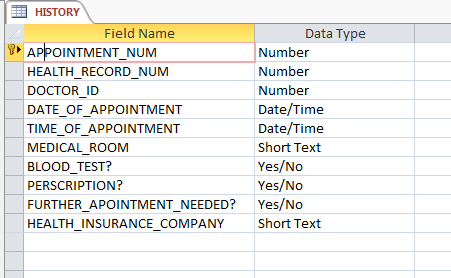 HISTORY
Field Name Data Type
APPOINTMENT_NUM Number
HEALTH_RECORD_NUM Number
DOCTOR_ID Number
DATE_OF_APPOINTMENT Date/Time
TIME_OF_APPOINTMENT Date/Time
MEDICAL_ROOM Short Text
BLOOD_TEST? Yes/No
PERSCRIPTION? Yes/No
FURTHER_APOINTMENT_NEEDED? Yes/No
HEALTH_INSURANCE_COMPANY Short Text